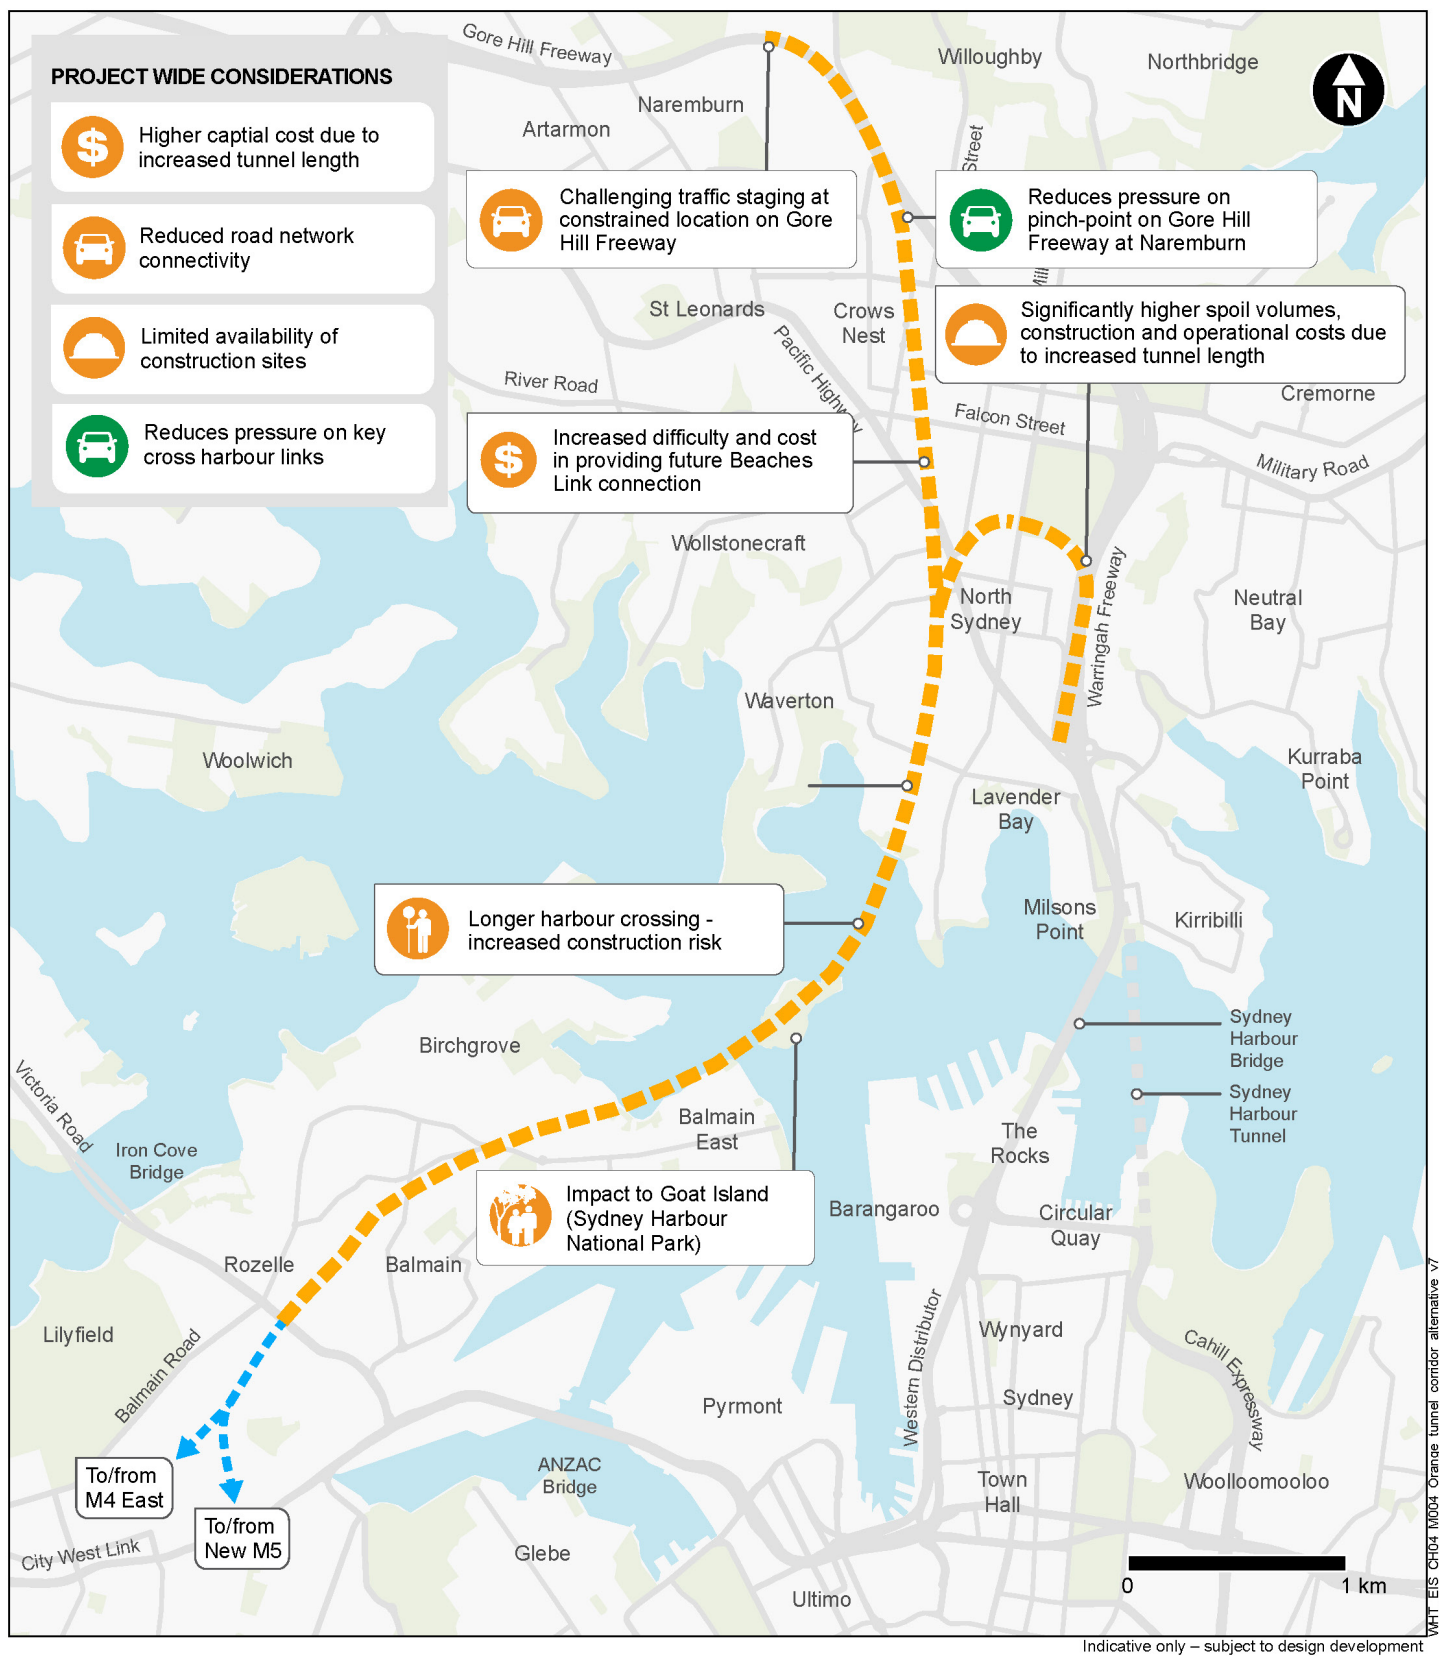 PROJECT WIDE CONSIDERATIONS
Higher captial cost due to
increased tunnel length
Reduced road network
connectivity
Limited availability of
construction sites
Reduces pressure on key
cross harbour links
Gore Hill Freeway
Willoughby
Northbridge
N
Naremburn
Artarmon
Street
Challenging traffic staging at
constrained location on Gore
Hill Freeway
Reduces pressure on
pinch-point on Gore Hill
Freeway at Naremburn
Mill
St Leonards
Crows
Nest
Significantly higher spoil volumes,
construction and operational costs due
to increased tunnel length
Pacific Highway
River Road
Cremorne
Falcon Street
Increased difficulty and cost
in providing future Beaches
Link connection
Military Road
Wollstonecraft
North
Sydney
Warringah Freeway
Neutral
Bay
Waverton
Woolwich
Kurraba
Point
Lavender
Bay
Longer harbour crossing -
increased construction risk
Milsons
Point
Kirribilli
Sydney
Harbour
Bridge
Birchgrove
Victoria Road
Sydney
Harbour
Tunnel
Balmain
East
The
Rocks
Iron Cove
Bridge
Impact to Goat Island
(Sydney Harbour
National Park)
Barangaroo
Circular
Quay
Rozelle
Balmain
Lilyfield
Balmain Road
Western Distributor
Wynyard
Cahill Expressway
Sydney
Pyrmont
ANZAC
Bridge
Town
Hall
Woolloomooloo
To/from
M4 East
To/from
New M5
City West Link
Glebe
Ultimo
0
1 km
WHT_EIS_CH04_M004_Orange_tunnel_corridor_alternative_v7
Indicative only – subject to design development